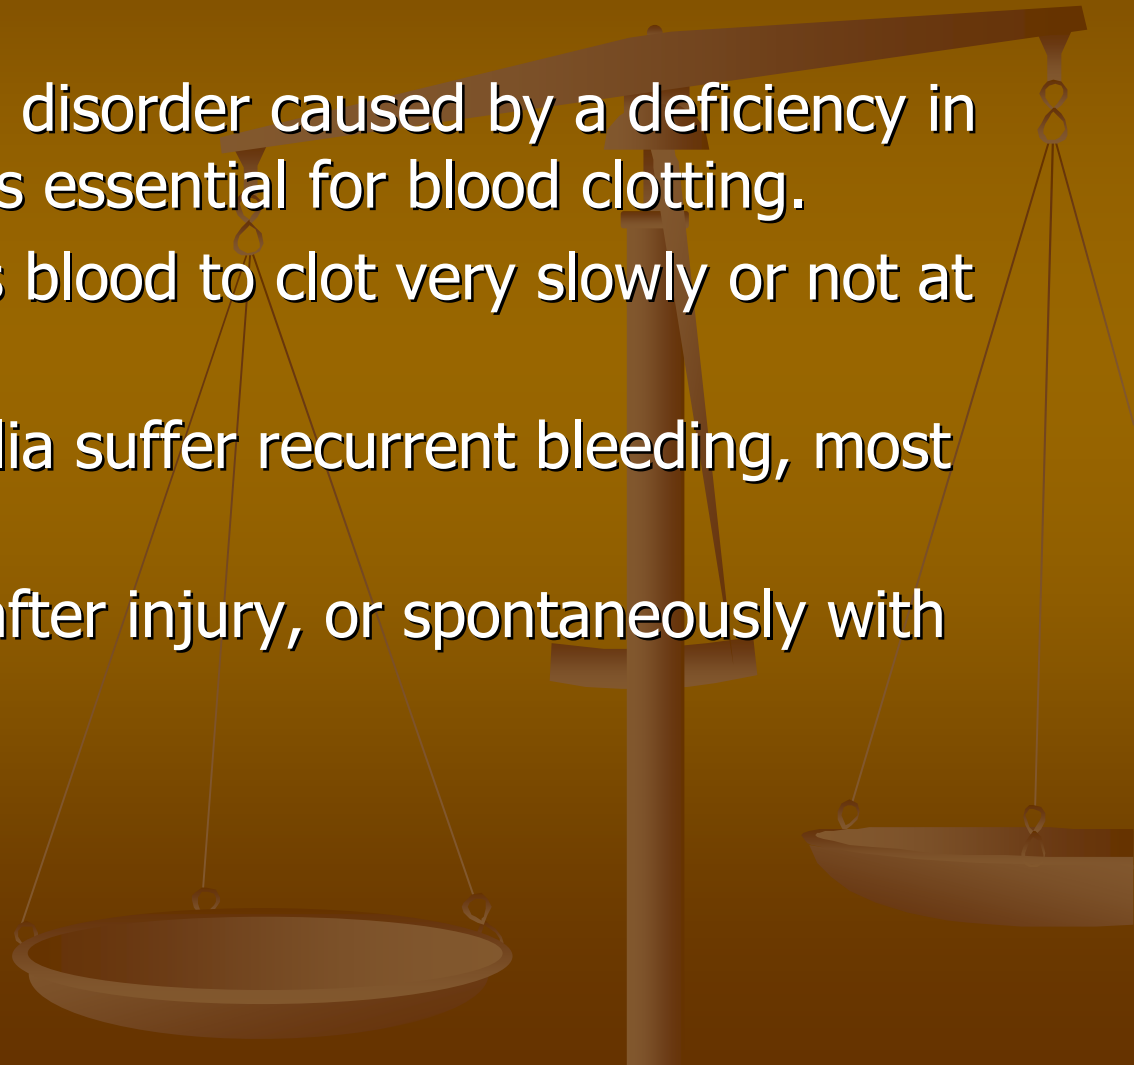 disorder caused by a deficiency in
s essential for blood clotting.
s blood to clot very slowly or not at
lia suffer recurrent bleeding, most
after injury, or spontaneously with